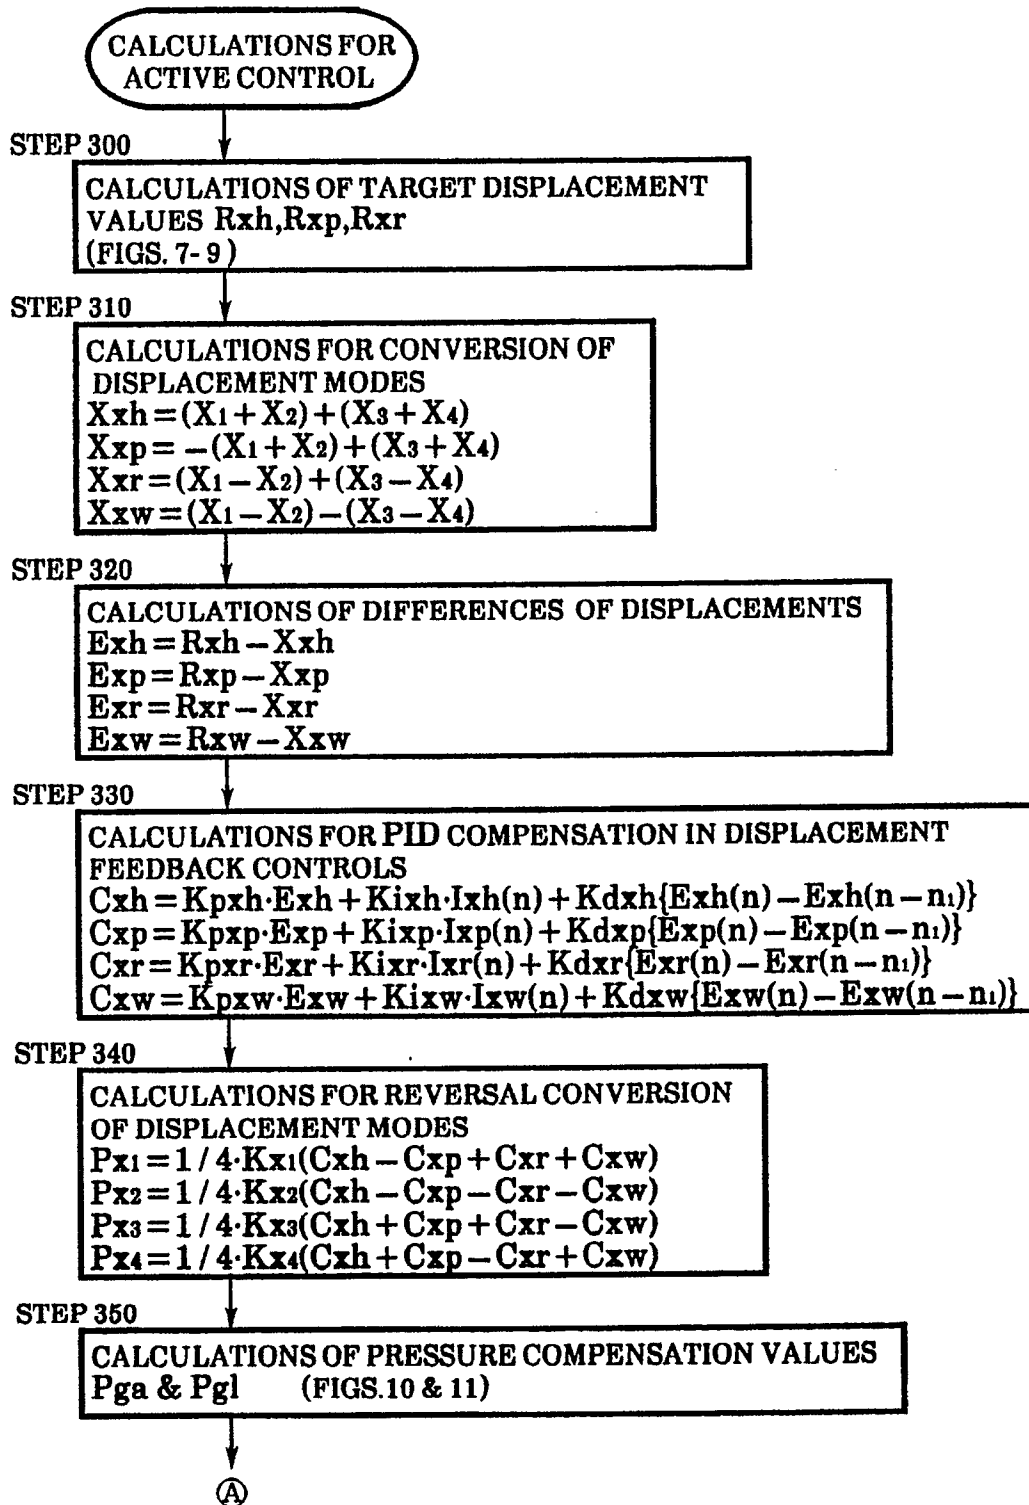 CALCULATIONS FOR
ACTIVE CONTROL
STEP 300
CALCULATIONS OF TARGET DISPLACEMENT
VALUES Rxh,Rxp,Rxr
(FIGS. 7-9)
STEP 310
CALCULATIONS FOR CONVERSION OF
DISPLACEMENT MODES
Xxh=(X1+X2)+(X3+X4)
Xxp=-(X1+X2)+(X3+X4)
Xxr=(X1-X2)+(X3-X4)
Xxw=(X1-X2)-(X3-X4)
STEP 320
CALCULATIONS OF DIFFERENCES OF DISPLACEMENTS
Exh=Rxh-Xxh
Exp=Rxp-Xxp
Exr=Rxr-Xxr
Exw=Rxw-Xxw
STEP 330
CALCULATIONS FOR PID COMPENSATION IN DISPLACEMENT
FEEDBACK CONTROLS
Cxh=Kpxh·Exh+Kixh·Ixh(n)+Kdxh{Exh(n)-Exh(n-n1)}
Cxp=Kpxp·Exp+Kixp·Ixp(n)+Kdxp{Exp(n)-Exp(n-n1)}
Cxr=Kpxr·Exr+Kixr·Ixr(n)+Kdxr{Exr(n)-Exr(n-n1)}
Cxw=Kpxw·Exw+Kixw·Ixw(n)+Kdxw{Exw(n)-Exw(n-n1)}
STEP 340
CALCULATIONS FOR REVERSAL CONVERSION
OF DISPLACEMENT MODES
Px1=1/4·Kx1(Cxh-Cxp+Cxr+Cxw)
Px2=1/4·Kx2(Cxh-Cxp-Cxr-Cxw)
Px3=1/4·Kx3(Cxh+Cxp+Cxr-Cxw)
Px4=1/4·Kx4(Cxh+Cxp-Cxr+Cxw)
STEP 350
CALCULATIONS OF PRESSURE COMPENSATION VALUES
Pga & Pgl (FIGS.10 & 11)
A